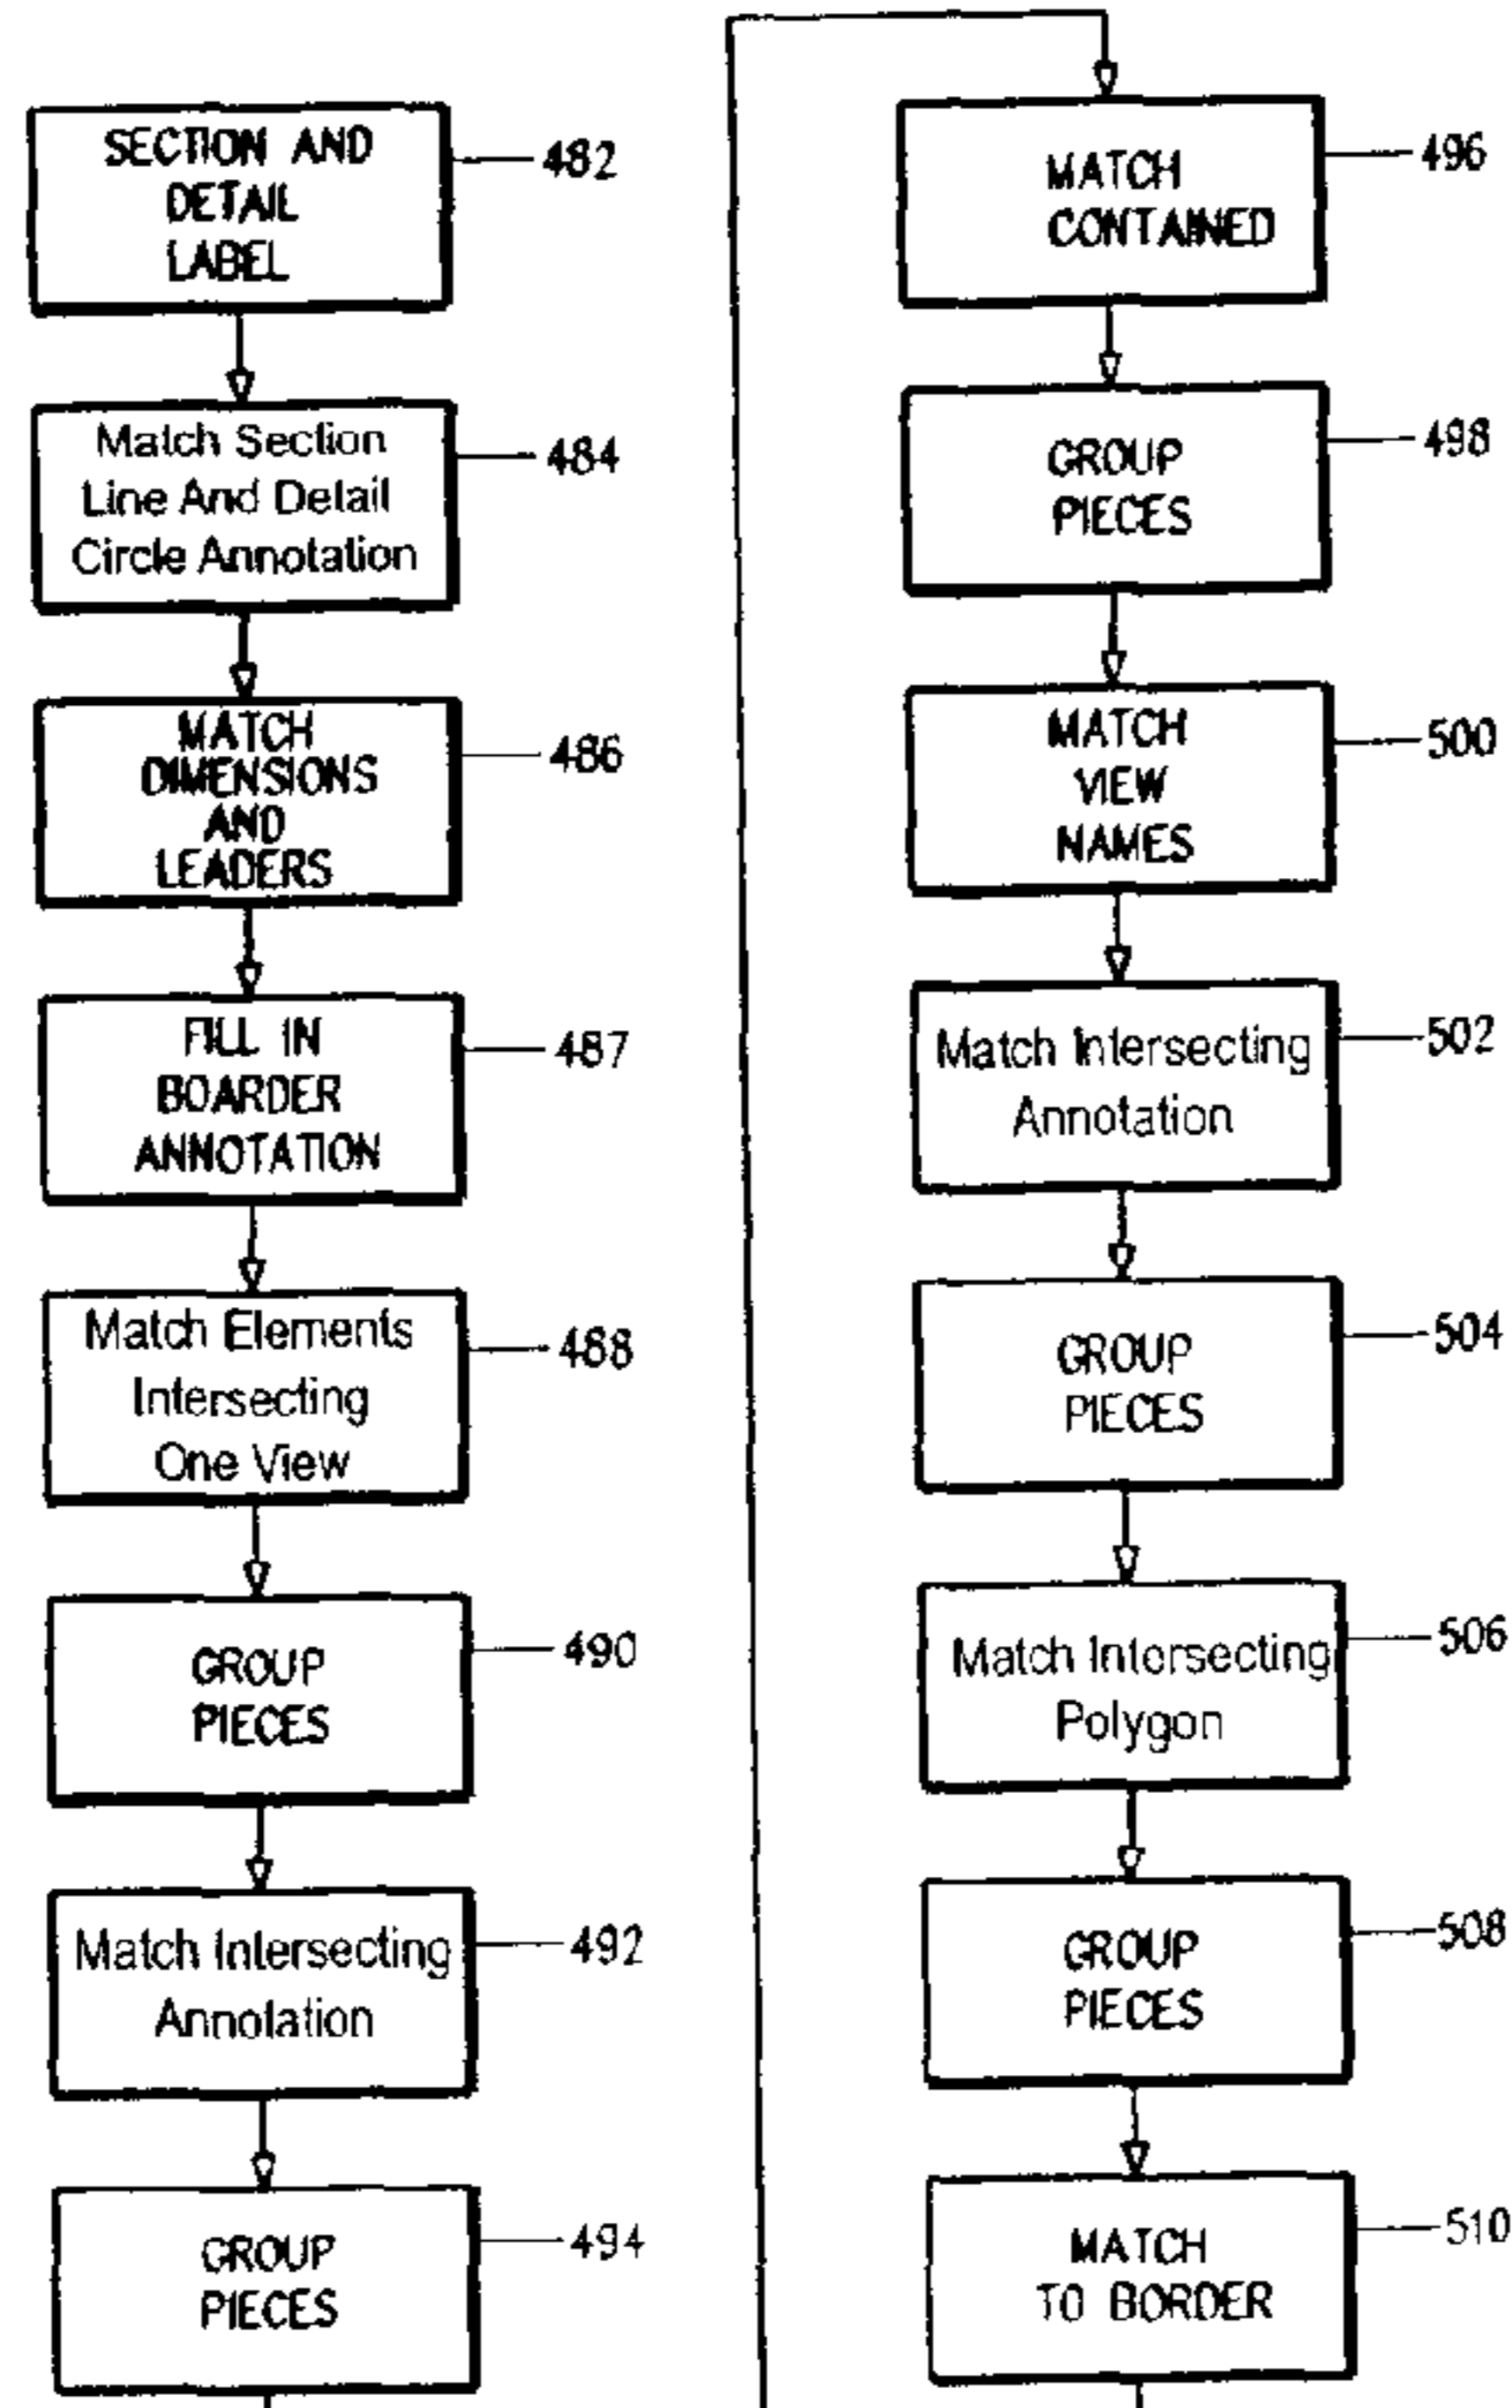 SECTION AND
DETAIL
LABEL
482
Match Section
Line And Detail
Circle Annotation
484
MATCH
DIMENSIONS
AND
LEADERS
486
FILL IN
BOARDER
ANNOTATION
487
Match Elements
Intersecting
One View
488
GROUP
PIECES
490
Match Intersecting
Annotation
492
GROUP
PIECES
494
MATCH
CONTAINED
496
GROUP
PIECES
498
MATCH
VIEW
NAMES
500
Match Intersecting
Annotation
502
GROUP
PIECES
504
Match Intersecting
Polygon
506
GROUP
PIECES
508
MATCH
TO BORDER
510